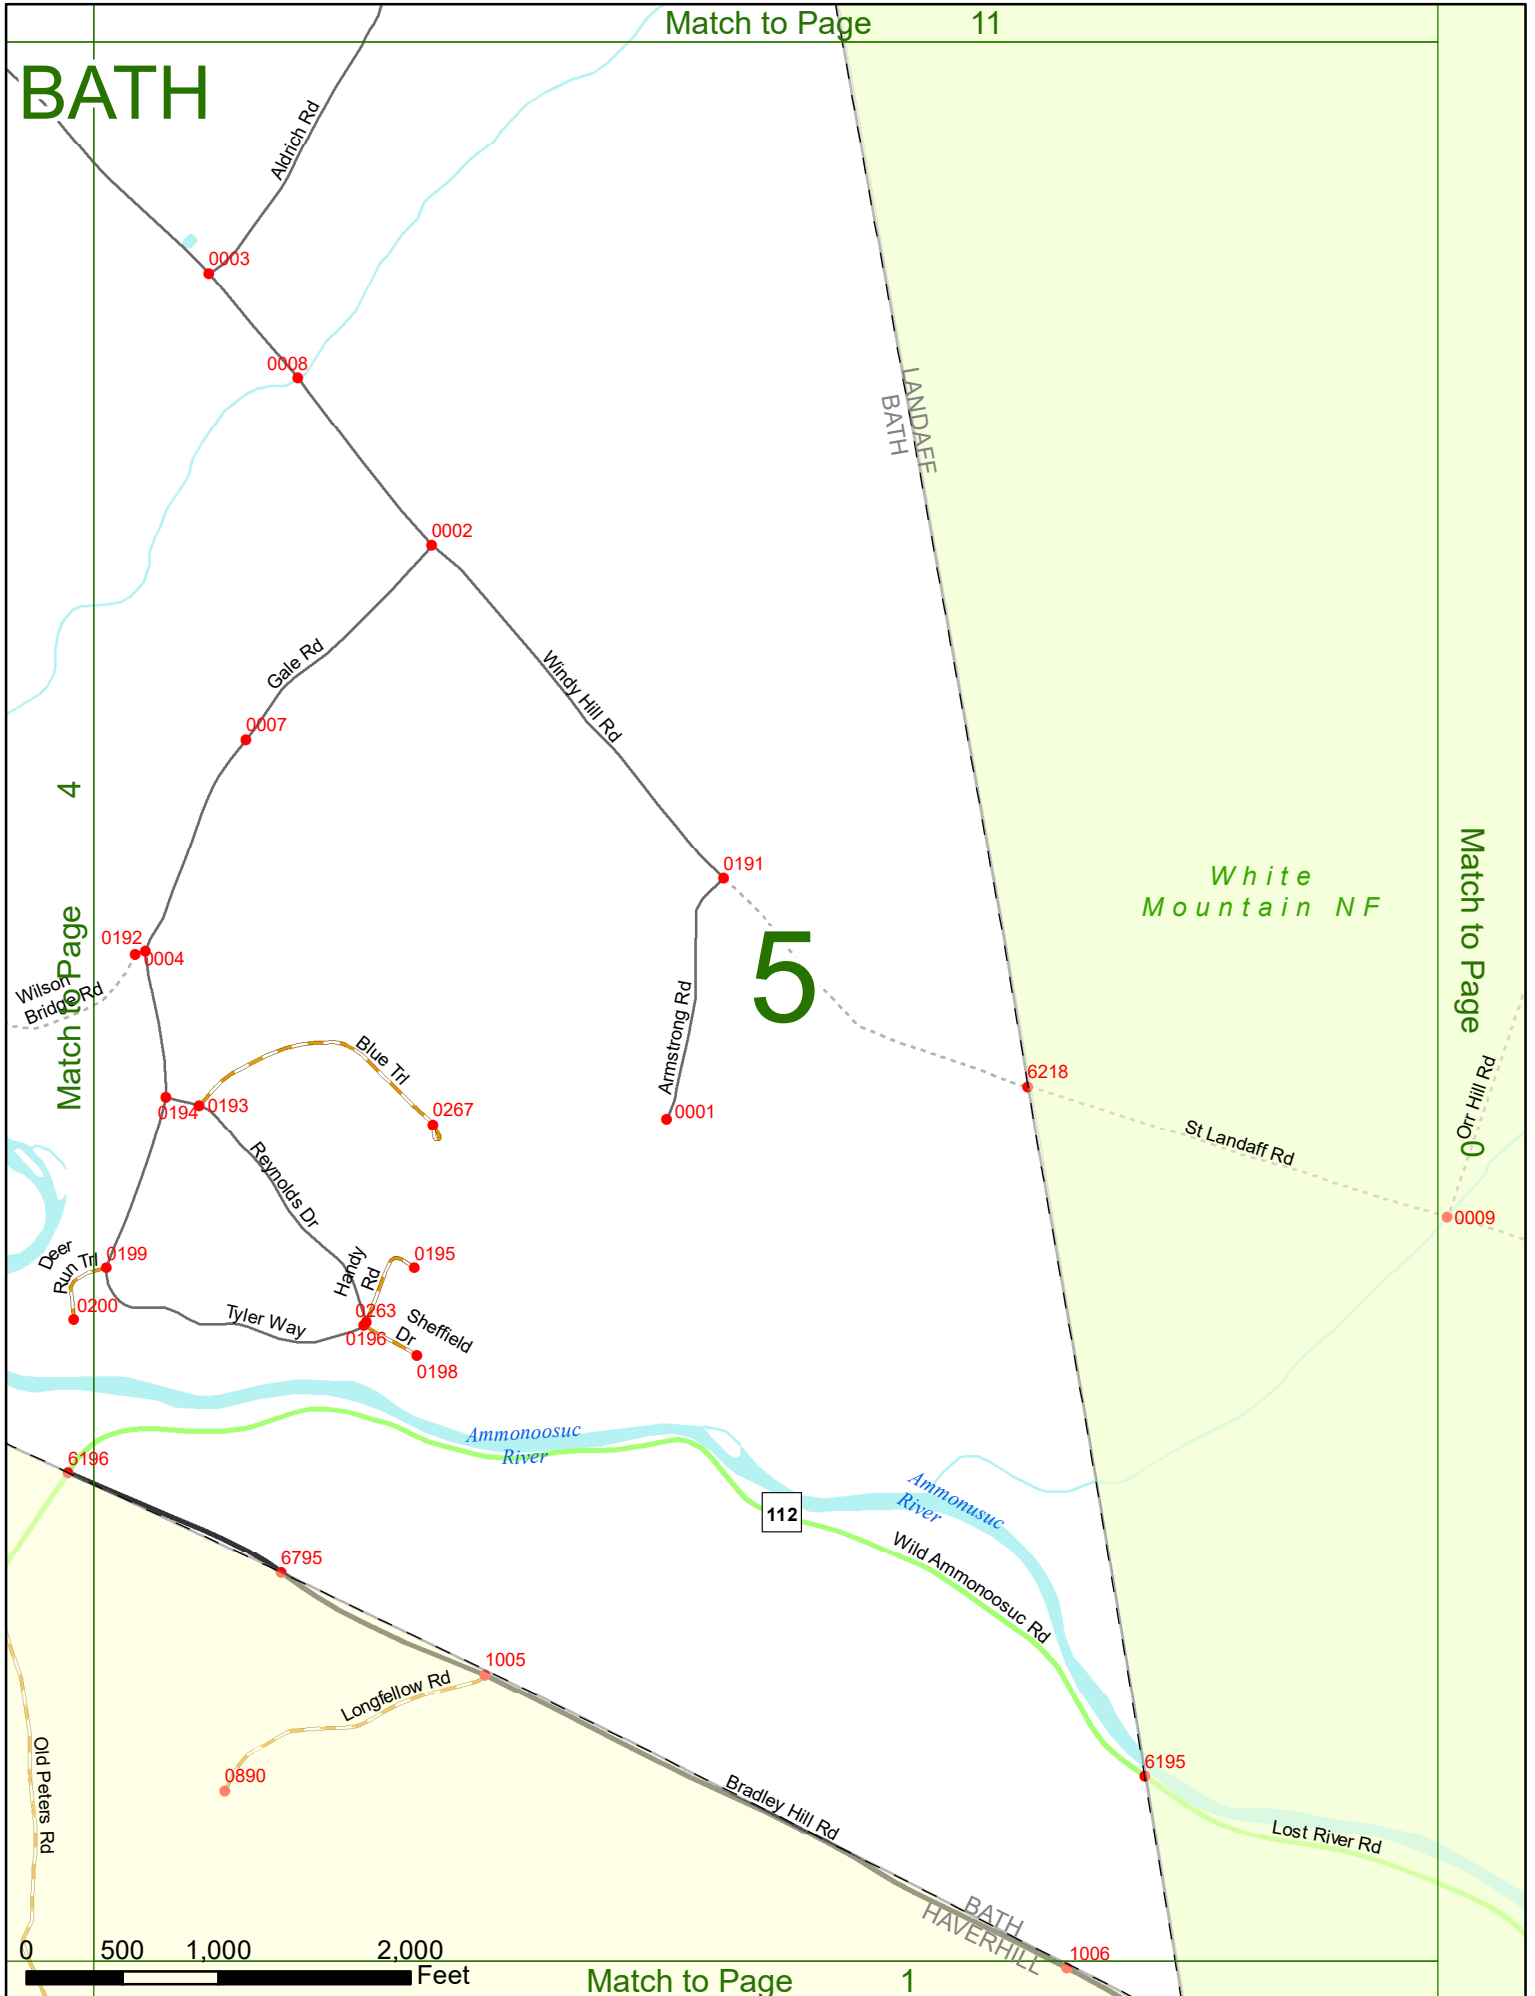 Match to Page 11
BATH
Aldrich Rd
0003
0008
LANDAFF
BATH
0002
Gale Rd
Windy Hill Rd
0007
Match to Page 4
0191
White
Mountain NF
Match to Page 0
0192
0004
5
Wilson
Bridge Rd
Armstrong Rd
Blue Trl
6218
0194
0193
0267
0001
Orr Hill Rd
St Landaff Rd
Reynolds Dr
0009
Deer
Run Trl
0199
Handy
Rd
0195
0200
Tyler Way
0263
0196
Sheffield
Dr
0198
Ammonoosuc
River
6196
Ammonusuc
River
112
Wild Ammonoosuc Rd
6795
1005
Longfellow Rd
Old Peters Rd
0890
6195
Bradley Hill Rd
Lost River Rd
BATH
HAVERHILL
1006
0 500 1,000 2,000
Feet
Match to Page 1